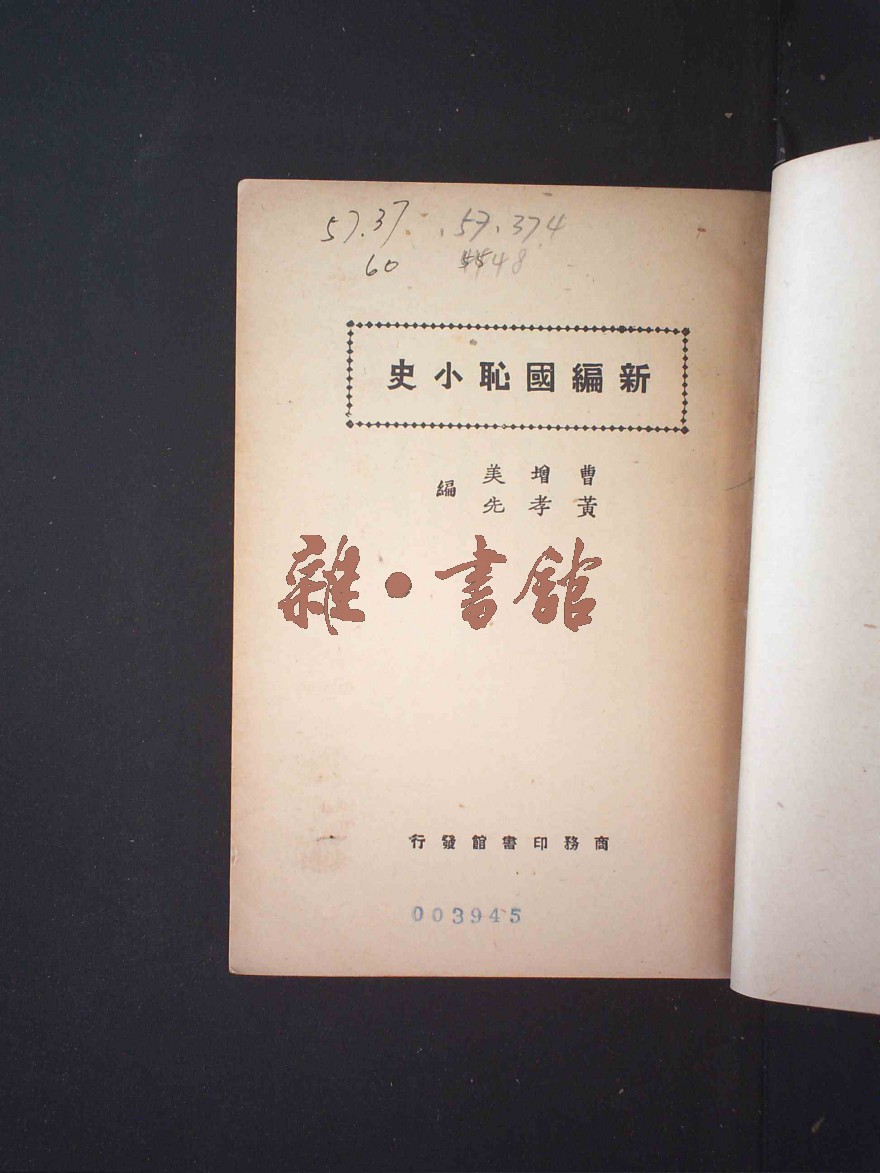 57.37 .57.374
60 5548
新編國恥小史
曹增美
黃孝先
編
雜·書館
商務印書館發行
003945